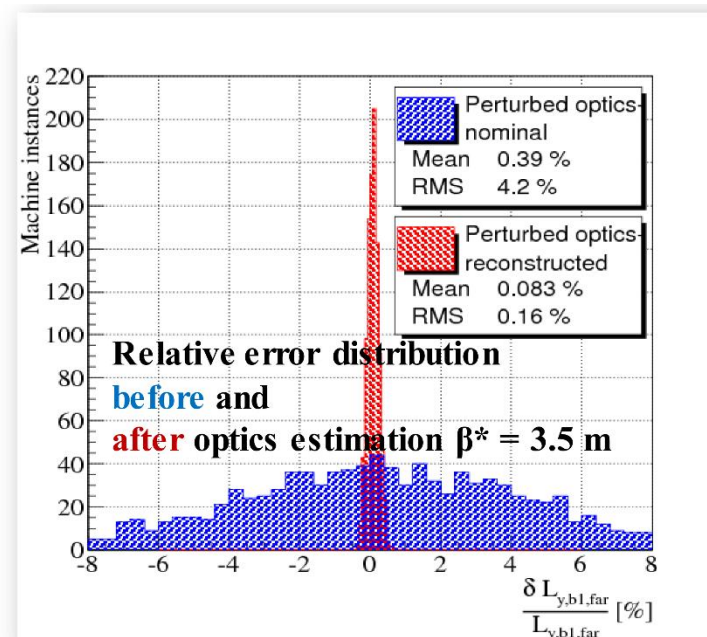 220
200
180
160
140
120
100
80
60
40
20
0
Machine instances
Perturbed optics-
nominal
Mean 0.39 %
RMS 4.2 %
Perturbed optics-
reconstructed
Mean 0.083 %
RMS 0.16 %
Relative error distribution
before and
after optics estimation β* = 3.5 m
-8 -6 -4 -2 0 2 4 6 8
δ L_y,b1,far
L_y,b1,far [%]